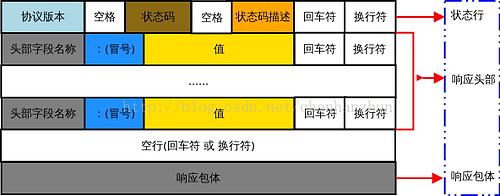 协议版本 空格 状态码 空格 状态码描述 回车符 换行符 状态行
头部字段名称 :(冒号) 值 回车符 换行符
...... 响应头部
头部字段名称 :(冒号) 值 回车符 换行符
空行(回车符 或 换行符)
响应包体 响应包体